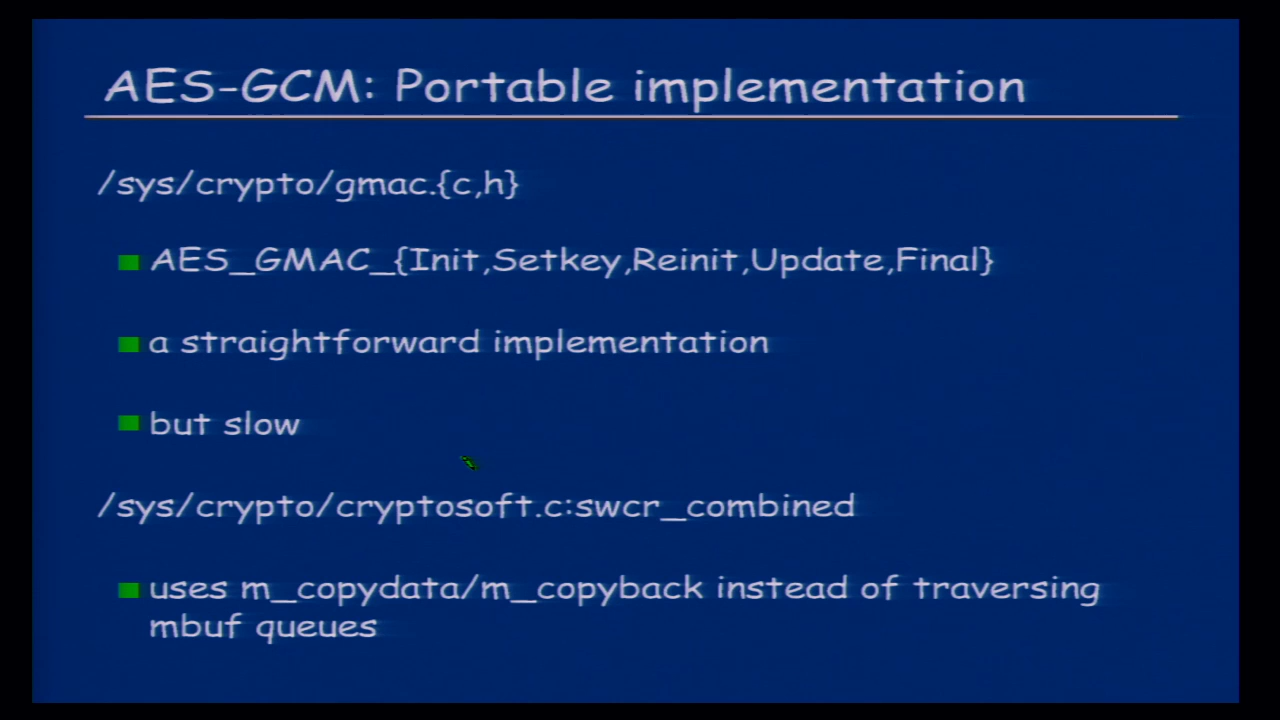 AES-GCM: Portable implementation
/sys/crypto/gmac.{c,h}
AES_GMAC_{Init,Setkey,Reinit,Update,Final}
a straightforward implementation
but slow
/sys/crypto/cryptosoft.c:swcr_combined
uses m_copydata/m_copyback instead of traversing
mbuf queues